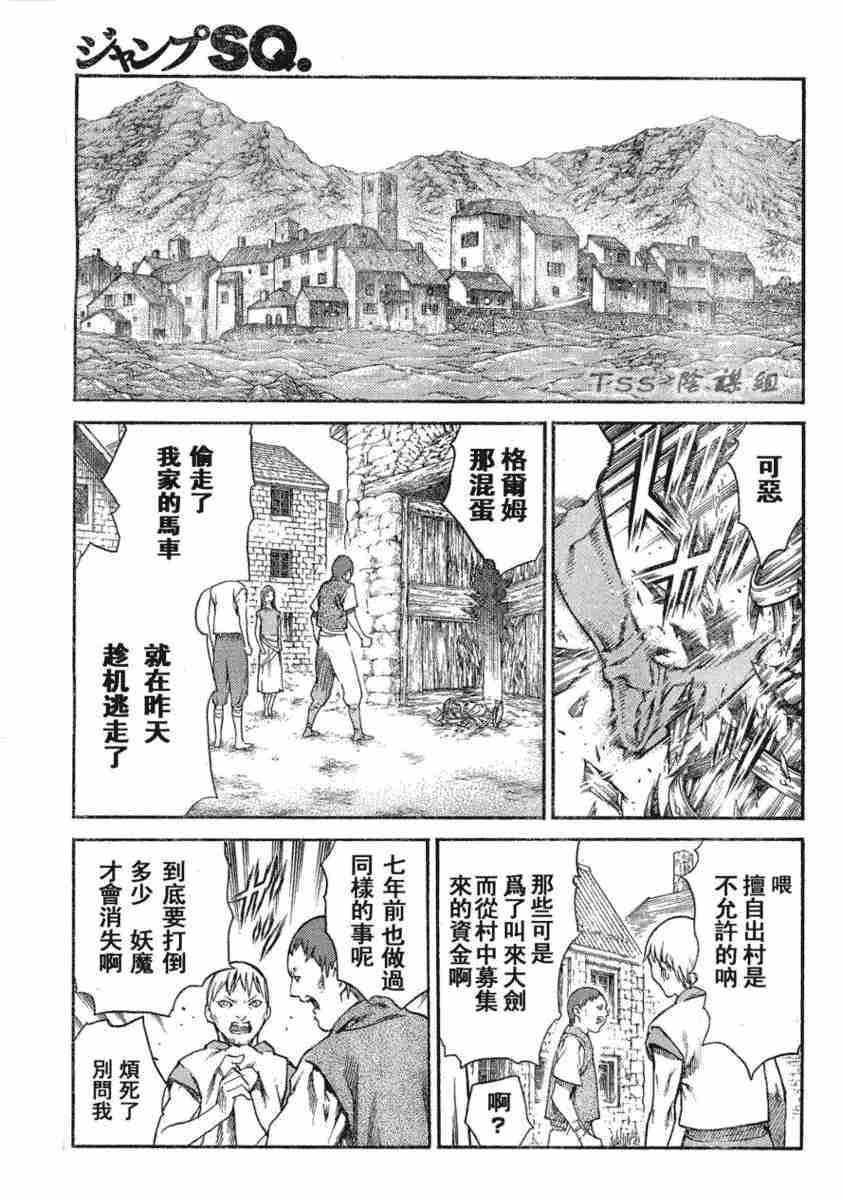 ジャンプSQ.
T·SS>陰謀組
可惡
格爾姆
那混蛋
偷走了
我家的馬車
就在昨天
趁机逃走了
喂
擅自出村是
不允許的吶
那些可是
爲了叫來大劍
而從村中募集
來的資金啊
啊?
七年前也做過
同樣的事呢
到底要打倒
多少 妖魔
才會消失啊
煩死了
別問我